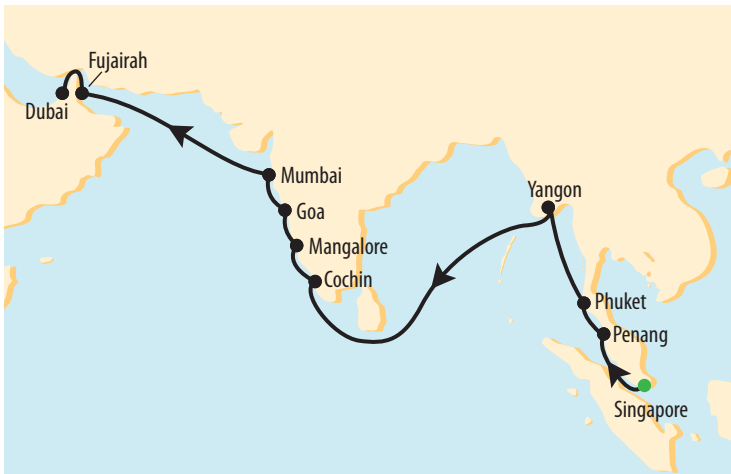 Fujairah
Dubai
Mumbai
Yangon
Goa
Mangalore
Cochin
Phuket
Penang
Singapore